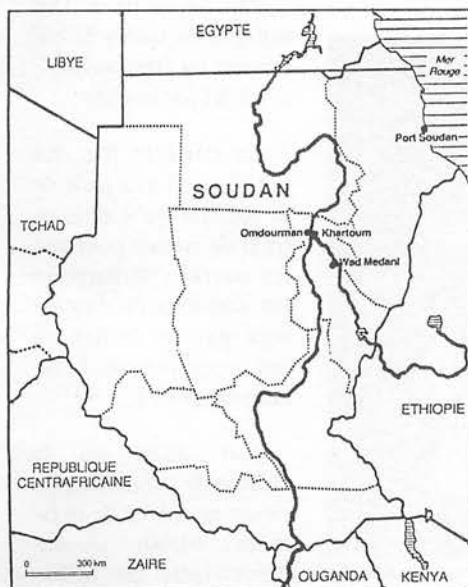 EGYPTE
LIBYE
Mer
Rouge
Port Soudan
SOUDAN
TCHAD
Omdourman
Khartoum
Wad Medani
ETHIOPIE
REPUBLIQUE
CENTRAFRICAINE
0 300 km
ZAIRE
OUGANDA
KENYA